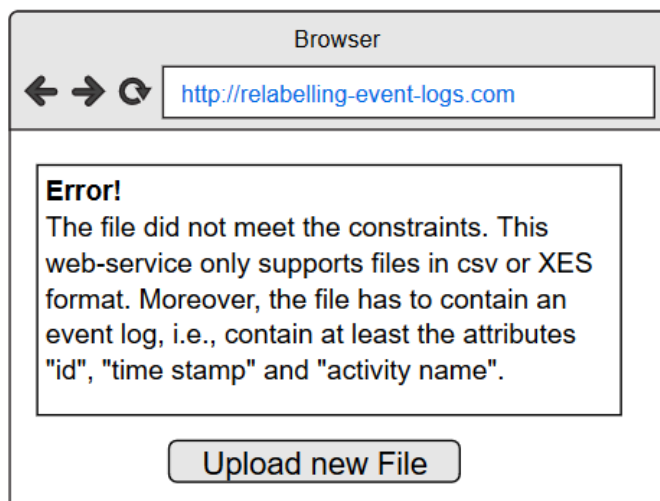 Browser
http://relabelling-event-logs.com
Error!
The file did not meet the constraints. This
web-service only supports files in csv or XES
format. Moreover, the file has to contain an
event log, i.e., contain at least the attributes
"id", "time stamp" and "activity name".
Upload new File